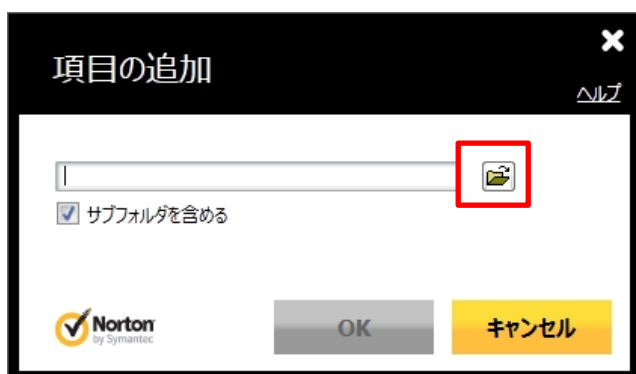 項目の追加
ヘルプ
サブフォルダを含める
Norton
by Symantec
OK
キャンセル